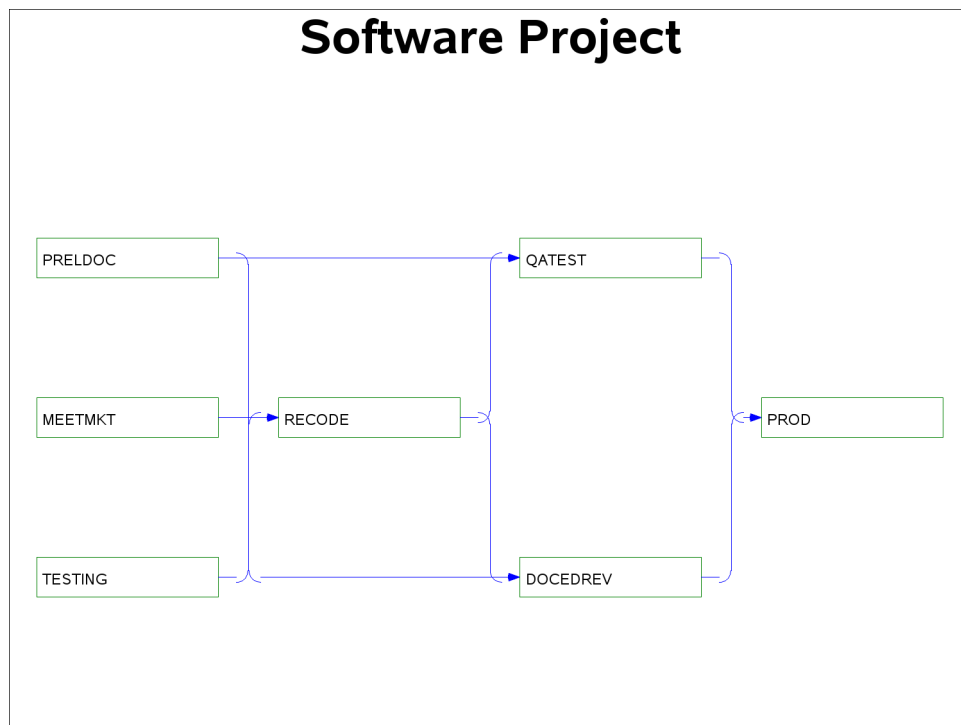 Software Project
PRELDOC
QATEST
MEETMKT
RECODE
PROD
TESTING
DOCEDREV